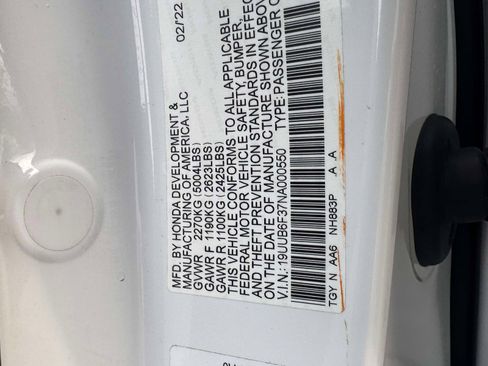 MFD. BY HONDA DEVELOPMENT & 02/22
MANUFACTURING OF AMERICA, LLC
GVWR 2270KG (5004LBS)
GAWR F 1190KG (2623LBS)
GAWR R 1100KG (2425LBS)
THIS VEHICLE CONFORMS TO ALL APPLICABLE
FEDERAL MOTOR VEHICLE SAFETY, BUMPER,
AND THEFT PREVENTION STANDARDS IN EFFECT
ON THE DATE OF MANUFACTURE SHOWN ABOVE
V.I.N.:19UUB6F37NA000550 TYPE:PASSENGER C
TGY N AA6 NH883P A A